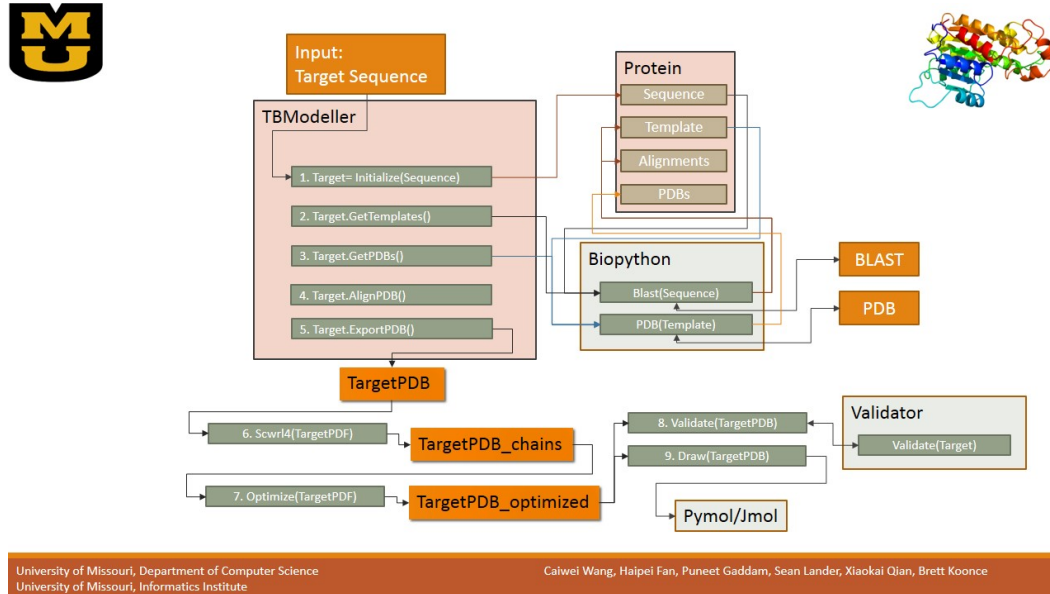 MU
Input:
Target Sequence
TBModeller
1. Target= Initialize(Sequence)
2. Target.GetTemplates()
3. Target.GetPDBs()
4. Target.AlignPDB()
5. Target.ExportPDB()
Protein
Sequence
Template
Alignments
PDBs
Biopython
Blast(Sequence)
PDB(Template)
BLAST
PDB
TargetPDB
6. Scwrl4(TargetPDF)
TargetPDB_chains
7. Optimize(TargetPDF)
TargetPDB_optimized
8. Validate(TargetPDB)
9. Draw(TargetPDB)
Validator
Validate(Target)
Pymol/Jmol
University of Missouri, Department of Computer Science
University of Missouri, Informatics Institute
Caiwei Wang, Haipei Fan, Puneet Gaddam, Sean Lander, Xiaokai Qian, Brett Koonce